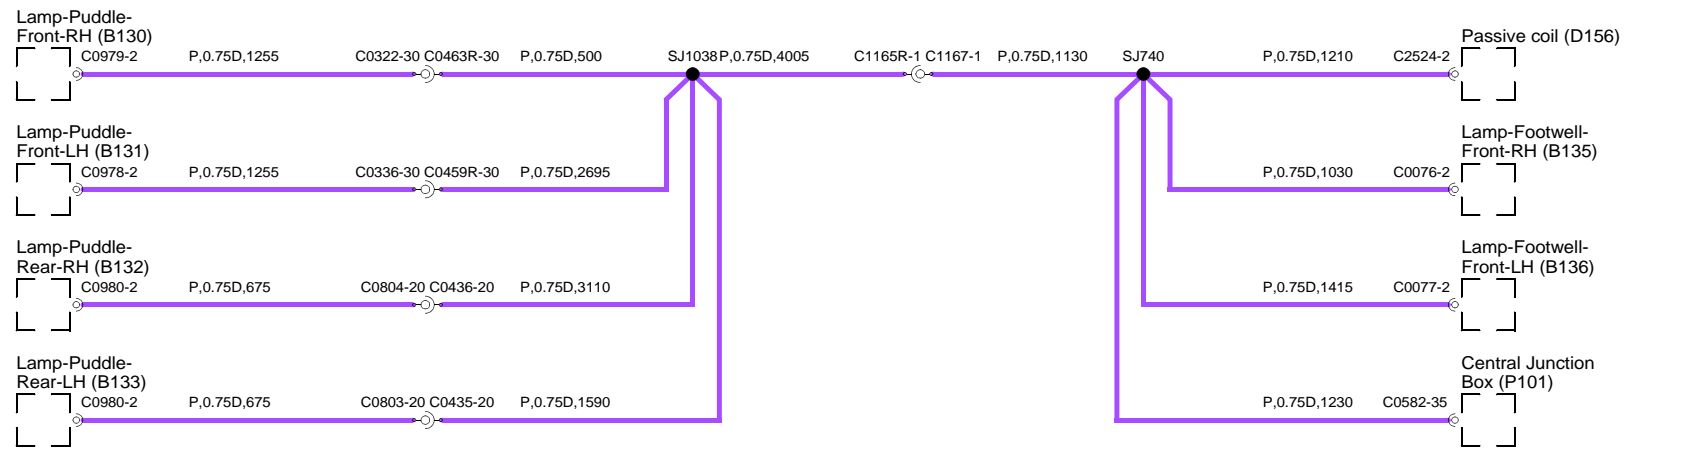 Lamp-Puddle-
Front-RH (B130)
C0979-2 P,0.75D,1255 C0322-30 C0463R-30 P,0.75D,500 SJ1038 P,0.75D,4005 C1165R-1 C1167-1 P,0.75D,1130 SJ740 P,0.75D,1210 C2524-2
Passive coil (D156)
Lamp-Puddle-
Front-LH (B131)
C0978-2 P,0.75D,1255 C0336-30 C0459R-30 P,0.75D,2695
Lamp-Footwell-
Front-RH (B135)
P,0.75D,1030 C0076-2
Lamp-Puddle-
Rear-RH (B132)
C0980-2 P,0.75D,675 C0804-20 C0436-20 P,0.75D,3110
Lamp-Footwell-
Front-LH (B136)
P,0.75D,1415 C0077-2
Lamp-Puddle-
Rear-LH (B133)
C0980-2 P,0.75D,675 C0803-20 C0435-20 P,0.75D,1590
Central Junction
Box (P101)
P,0.75D,1230 C0582-35